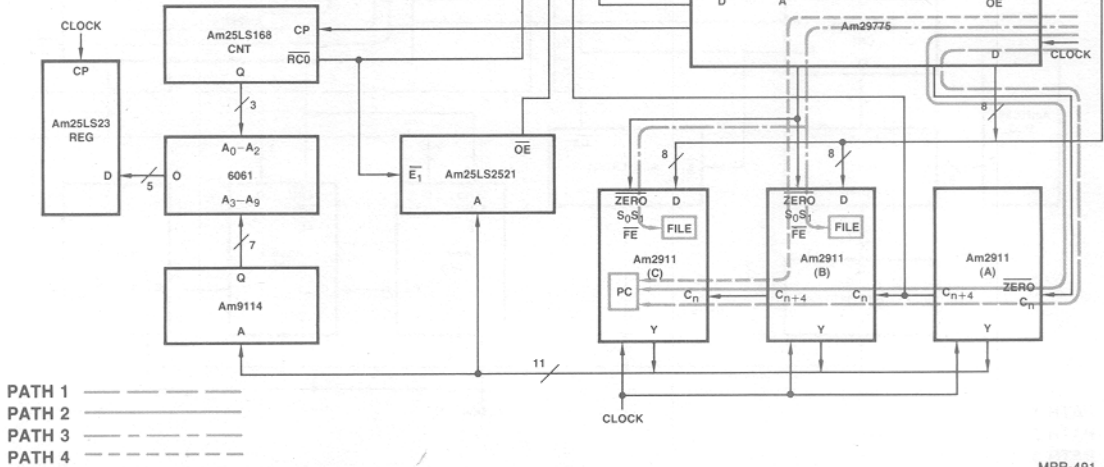 D A OE
CLOCK
Am25LS168
CNT
CP
RC0
Q
Am29775
D
CLOCK
CP
Am25LS23
REG
D
3
8
5
O
A0–A2
6061
A3–A9
OE
E1
Am25LS2521
A
8
8
7
ZERO D
S0S1
FE
FILE
Am2911
(C)
PC
Cn
Y
ZERO D
S0S1
FE
FILE
Am2911
(B)
Cn+4
Cn
Y
Am2911
(A)
ZERO
Cn+4
Cn
Y
Q
Am9114
A
11
CLOCK
PATH 1
PATH 2
PATH 3
PATH 4